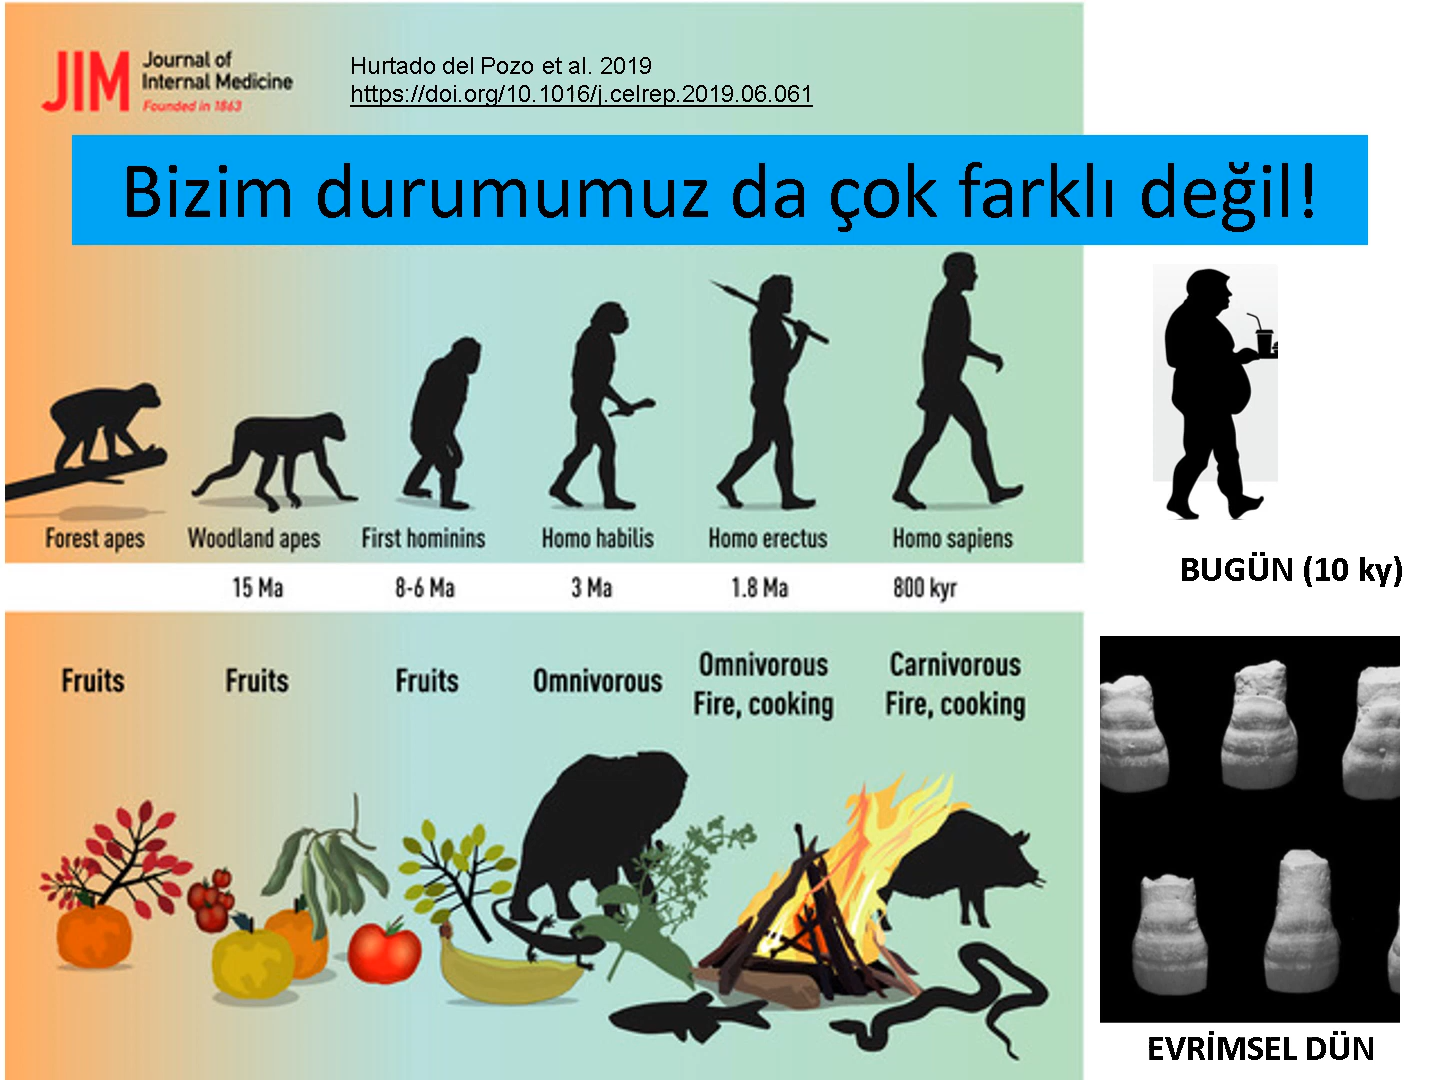 JIM
Journal of
Internal Medicine
Founded in 1863
Hurtado del Pozo et al. 2019
https://doi.org/10.1016/j.celrep.2019.06.061
Bizim durumumuz da çok farklı değil!
Forest apes
Woodland apes
First hominins
Homo habilis
Homo erectus
Homo sapiens
15 Ma
8-6 Ma
3 Ma
1.8 Ma
800 kyr
BUGÜN (10 ky)
Fruits
Fruits
Fruits
Omnivorous
Omnivorous
Fire, cooking
Carnivorous
Fire, cooking
EVRİMSEL DÜN